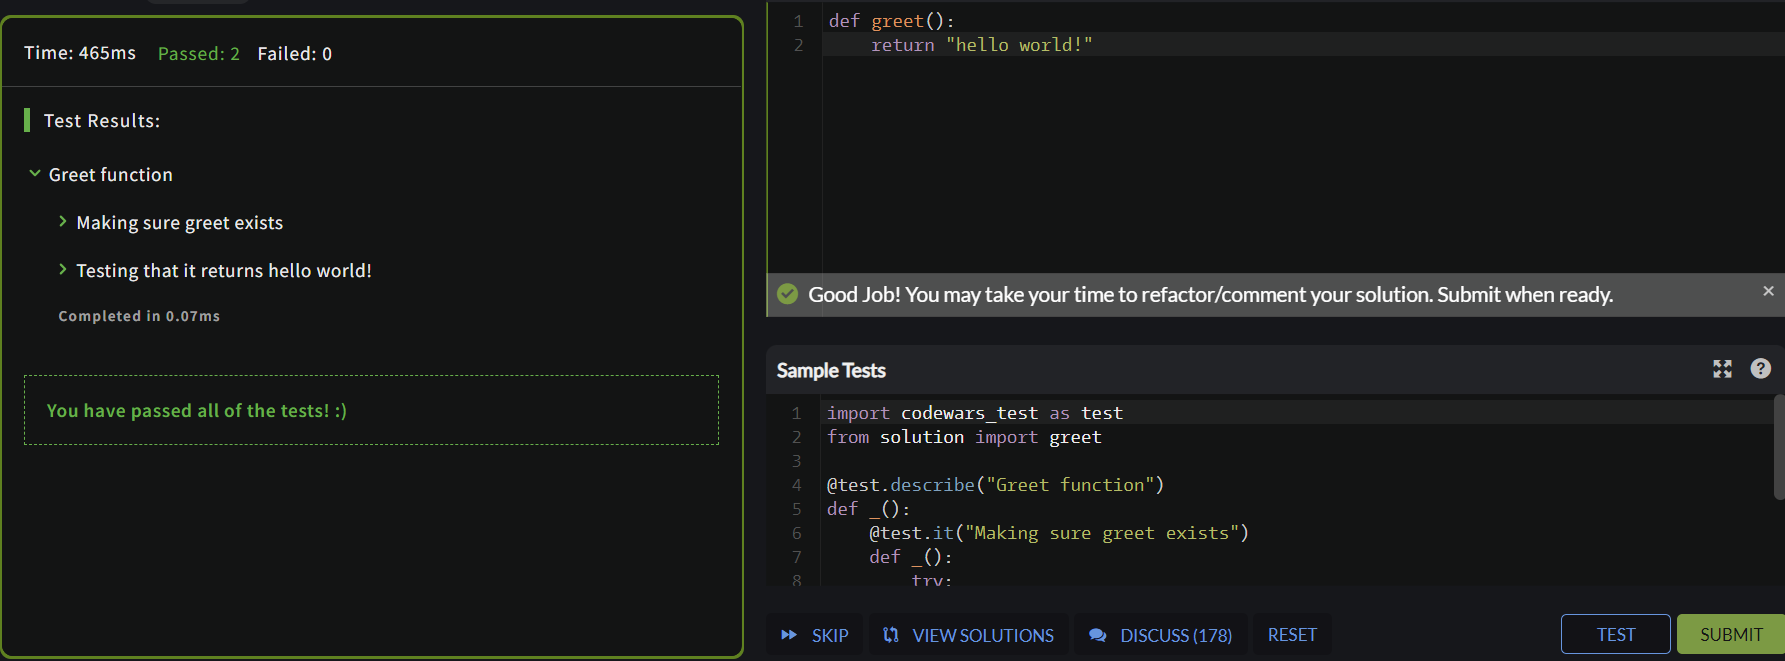 Time: 465ms Passed: 2 Failed: 0
Test Results:
Greet function
Making sure greet exists
Testing that it returns hello world!
Completed in 0.07ms
You have passed all of the tests! :)
1 def greet():
2     return "hello world!"
Good Job! You may take your time to refactor/comment your solution. Submit when ready.
Sample Tests
1 import codewars_test as test
2 from solution import greet
3
4 @test.describe("Greet function")
5 def _():
6     @test.it("Making sure greet exists")
7     def _():
8         try:
SKIP VIEW SOLUTIONS DISCUSS (178) RESET TEST SUBMIT